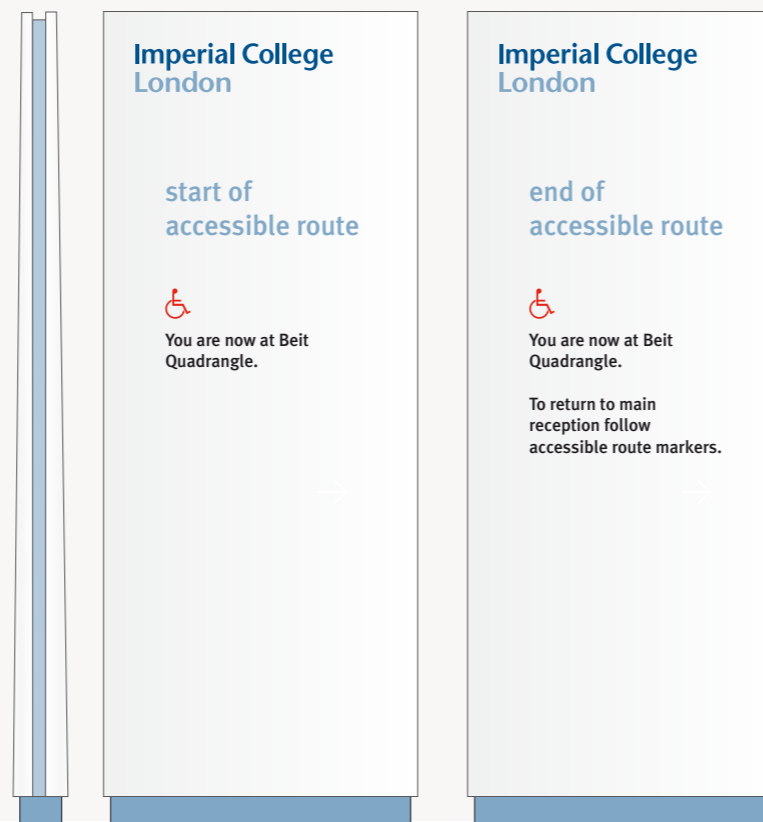 Imperial College
London
start of
accessible route
You are now at Beit
Quadrangle.
Imperial College
London
end of
accessible route
You are now at Beit
Quadrangle.
To return to main
reception follow
accessible route markers.